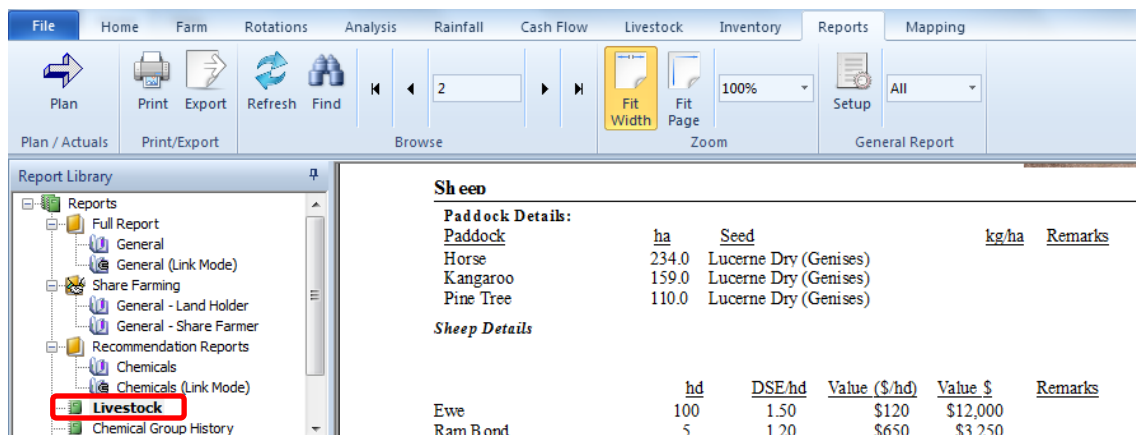 File Home Farm Rotations Analysis Rainfall Cash Flow Livestock Inventory Reports Mapping
Plan Print Export Refresh Find 2 Fit Width Fit Page 100% Setup All
Plan / Actuals Print/Export Browse Zoom General Report
Report Library
Reports
Full Report
General
General (Link Mode)
Share Farming
General - Land Holder
General - Share Farmer
Recommendation Reports
Chemicals
Chemicals (Link Mode)
Livestock
Chemical Group History
Sheep
Paddock Details:
Paddock ha Seed kg/ha Remarks
Horse 234.0 Lucerne Dry (Genises)
Kangaroo 159.0 Lucerne Dry (Genises)
Pine Tree 110.0 Lucerne Dry (Genises)
Sheep Details
hd DSE/hd Value ($/hd) Value $ Remarks
Ewe 100 1.50 $120 $12,000
Ram Bond 5 1.20 $650 $3,250